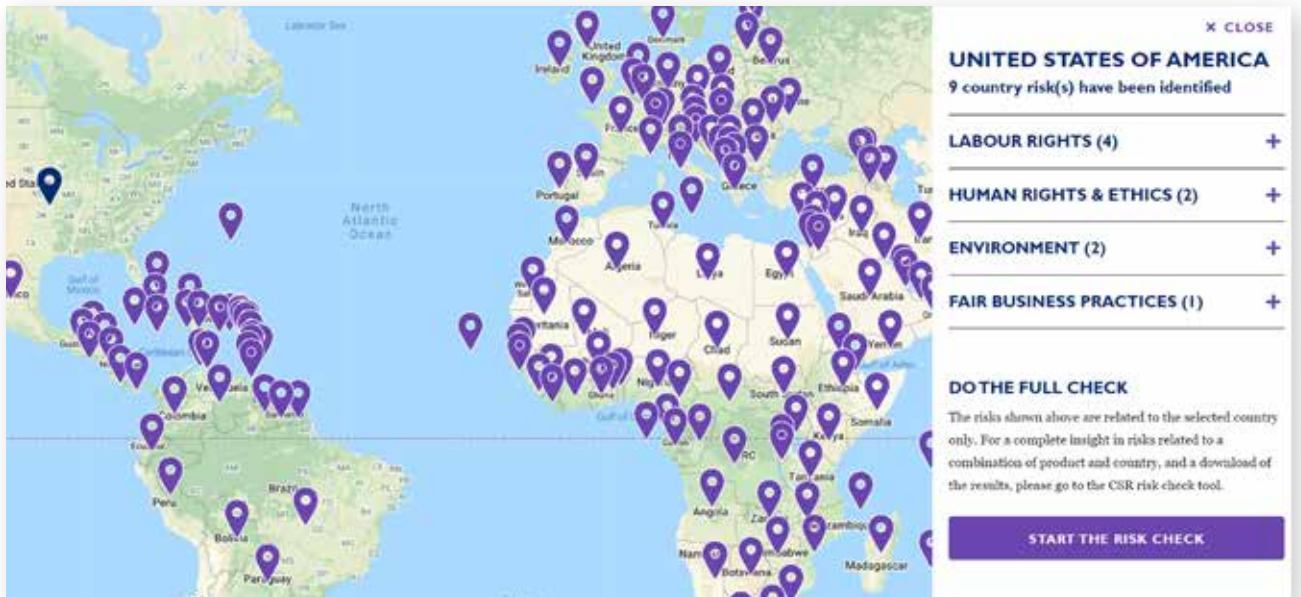 Labrador Sea
United Kingdom
Ireland
Denmark
Belarus
France
Spain
Portugal
Greece
North
Atlantic
Ocean
Gulf of
Mexico
Morocco
Tunisia
Algeria
Libya
Egypt
Iraq
Iran
Saudi Arabia
Mauritania
Mali
Niger
Chad
Sudan
Yemen
Gulf of Aden
Caribbean
Venezuela
Colombia
Ghana
South Sudan
Ethiopia
Somalia
Kenya
Gabon
DRC
Tanzania
Ecuador
Peru
Brazil
Bolivia
Paraguay
Angola
Namibia
Botswana
Zimbabwe
Madagascar
× CLOSE
UNITED STATES OF AMERICA
9 country risk(s) have been identified
LABOUR RIGHTS (4) +
HUMAN RIGHTS & ETHICS (2) +
ENVIRONMENT (2) +
FAIR BUSINESS PRACTICES (1) +
DO THE FULL CHECK
The risks shown above are related to the selected country
only. For a complete insight in risks related to a
combination of product and country, and a download of
the results, please go to the CSR risk check tool.
START THE RISK CHECK